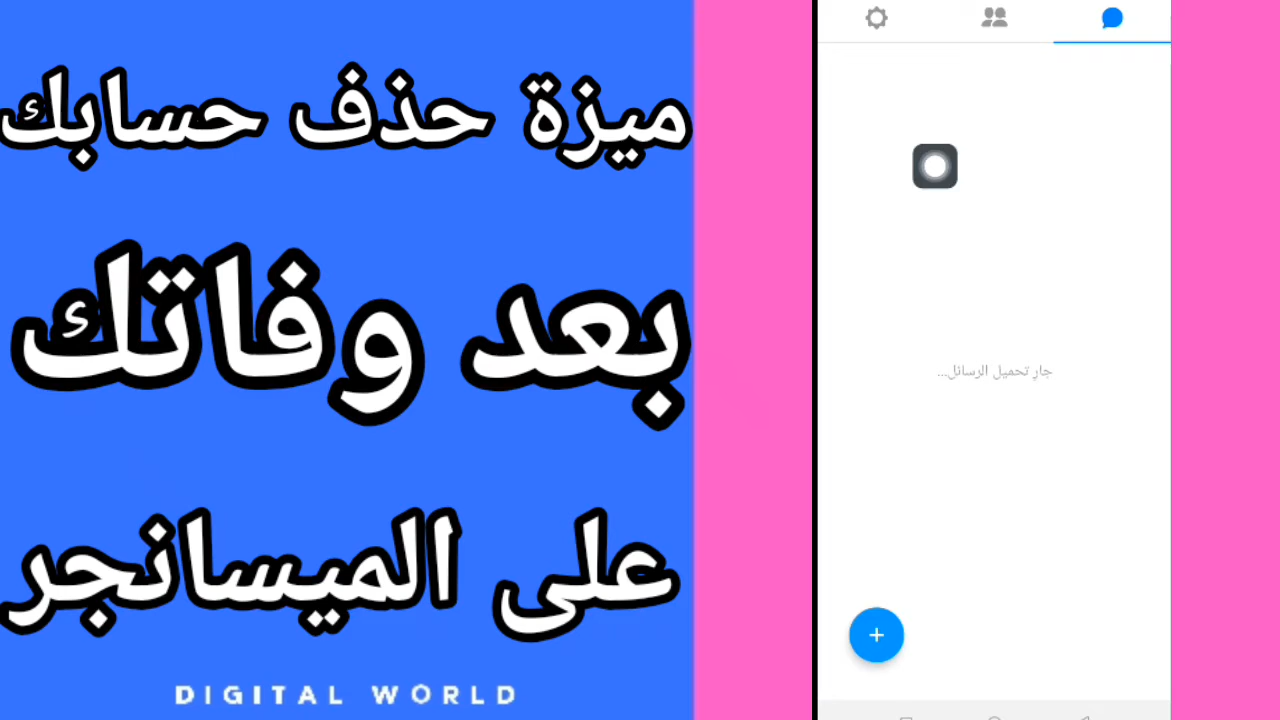 ميزة حذف حسابك
بعد وفاتك
على الميسانجر
DIGITAL WORLD
جارٍ تحميل الرسائل...